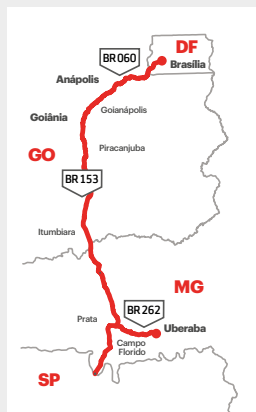 BR 060
DF
Brasília
Anápolis
Goianápolis
Goiânia
Piracanjuba
GO
BR 153
Itumbiara
MG
BR 262
Prata
Uberaba
Campo
Florido
SP